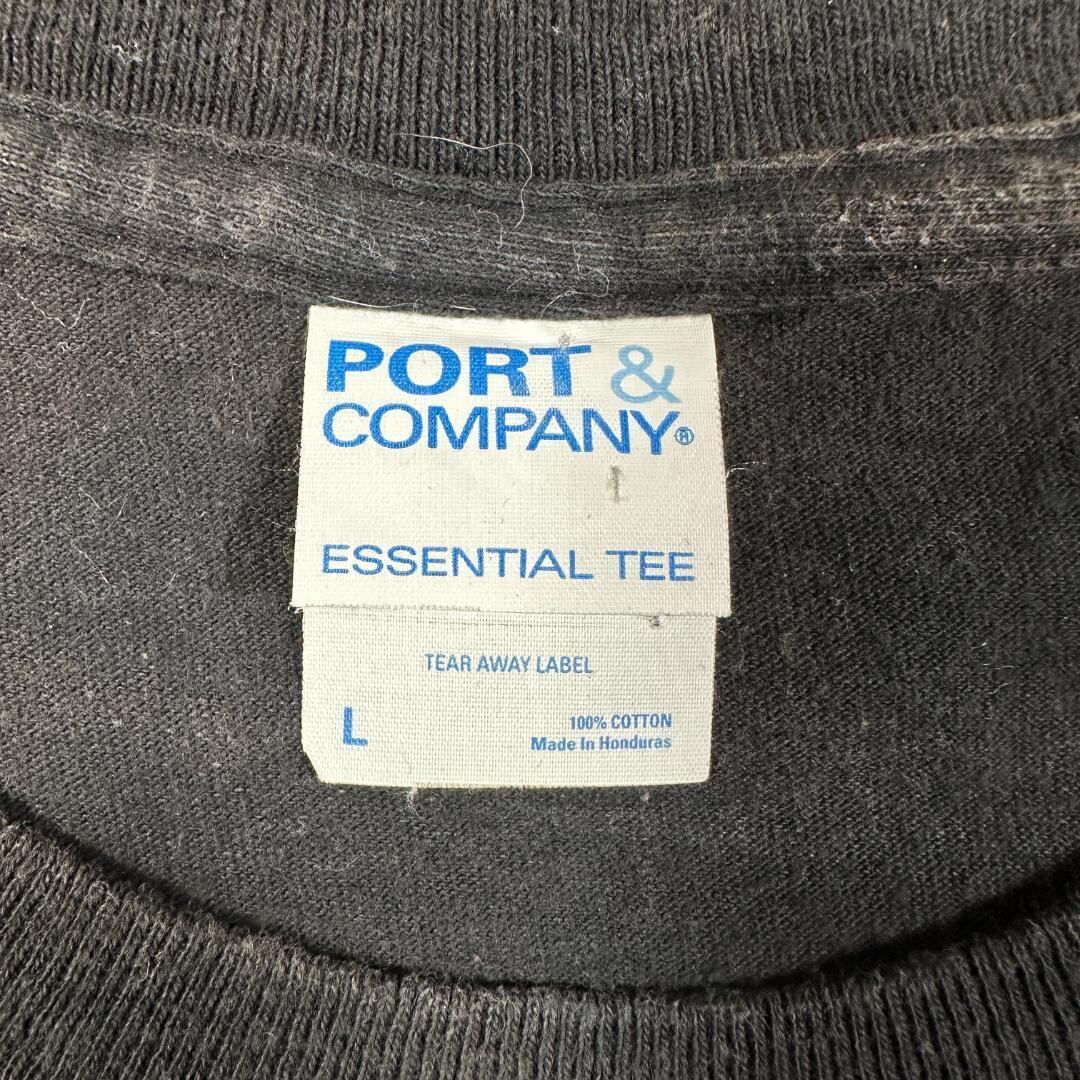 PORT &
COMPANY®
ESSENTIAL TEE
TEAR AWAY LABEL
L
100% COTTON
Made In Honduras